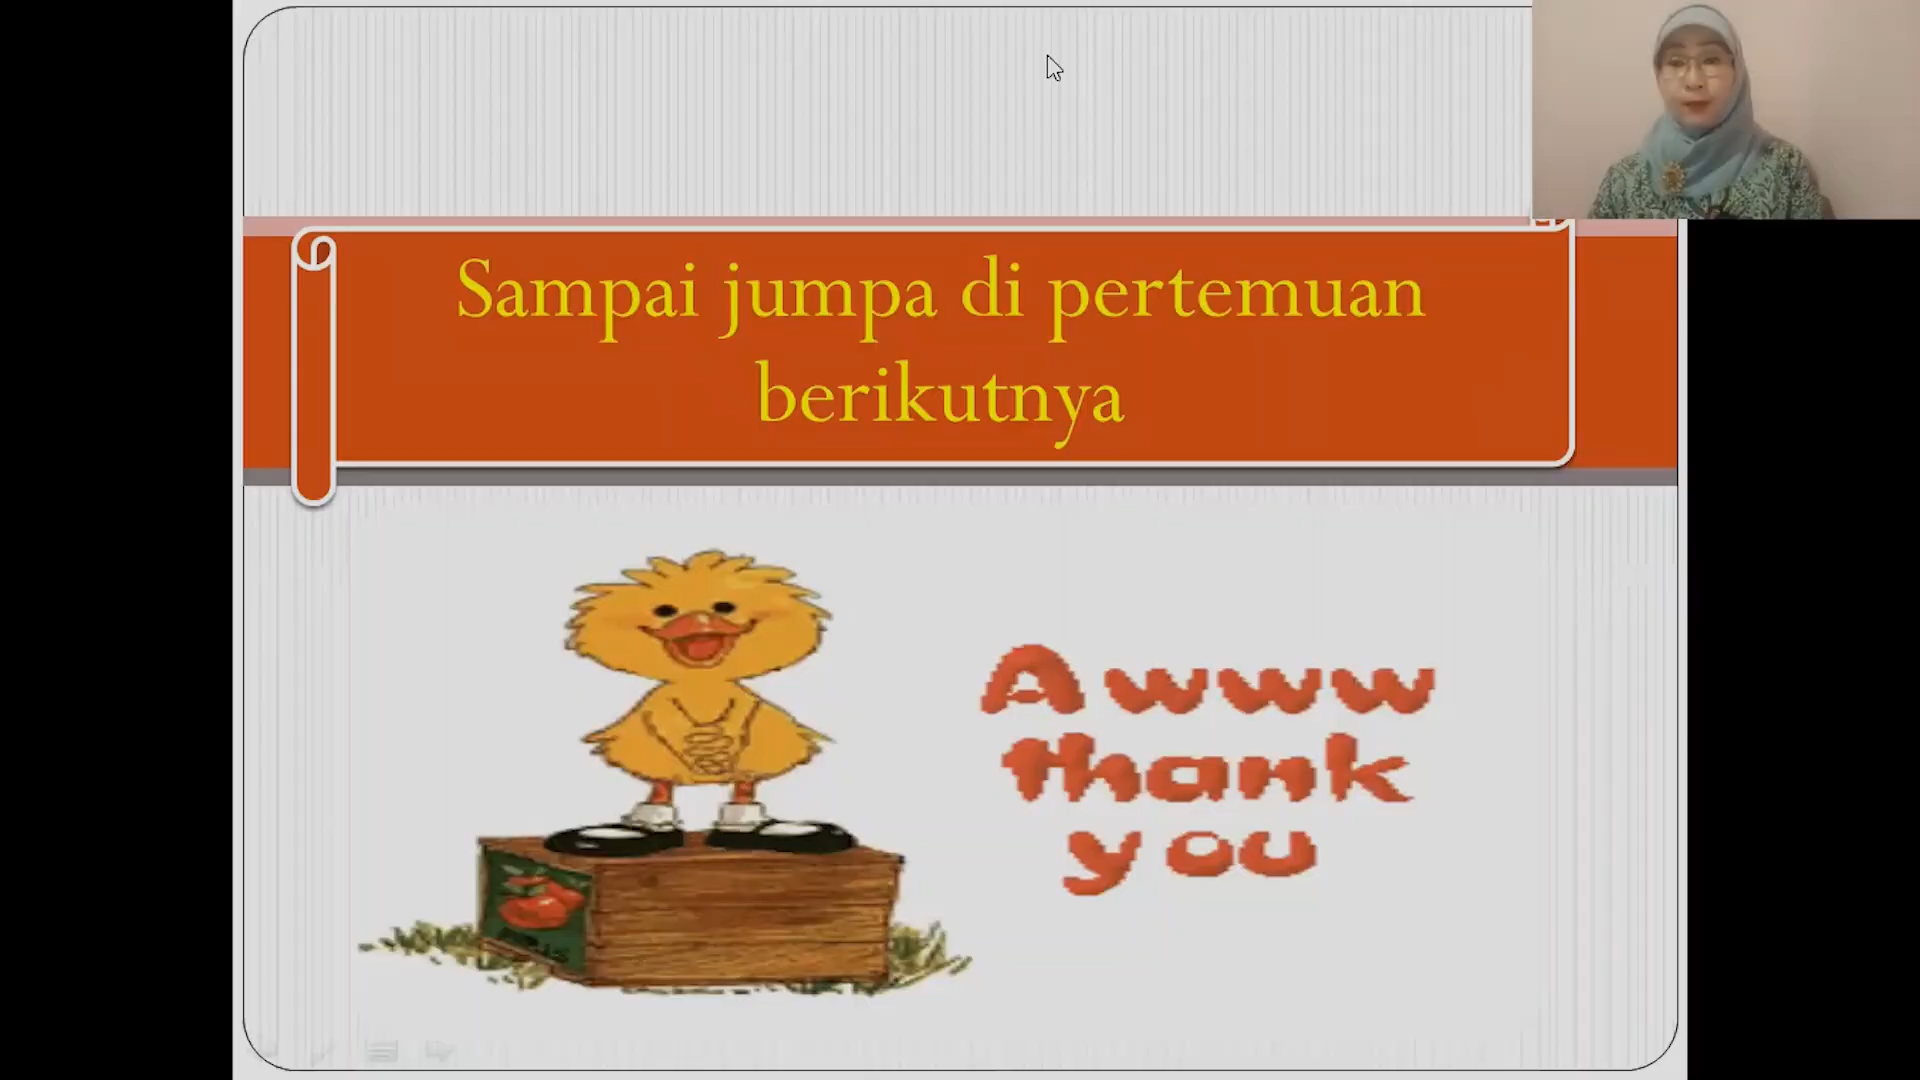 Sampai jumpa di pertemuan
berikutnya
Awww
thank
you